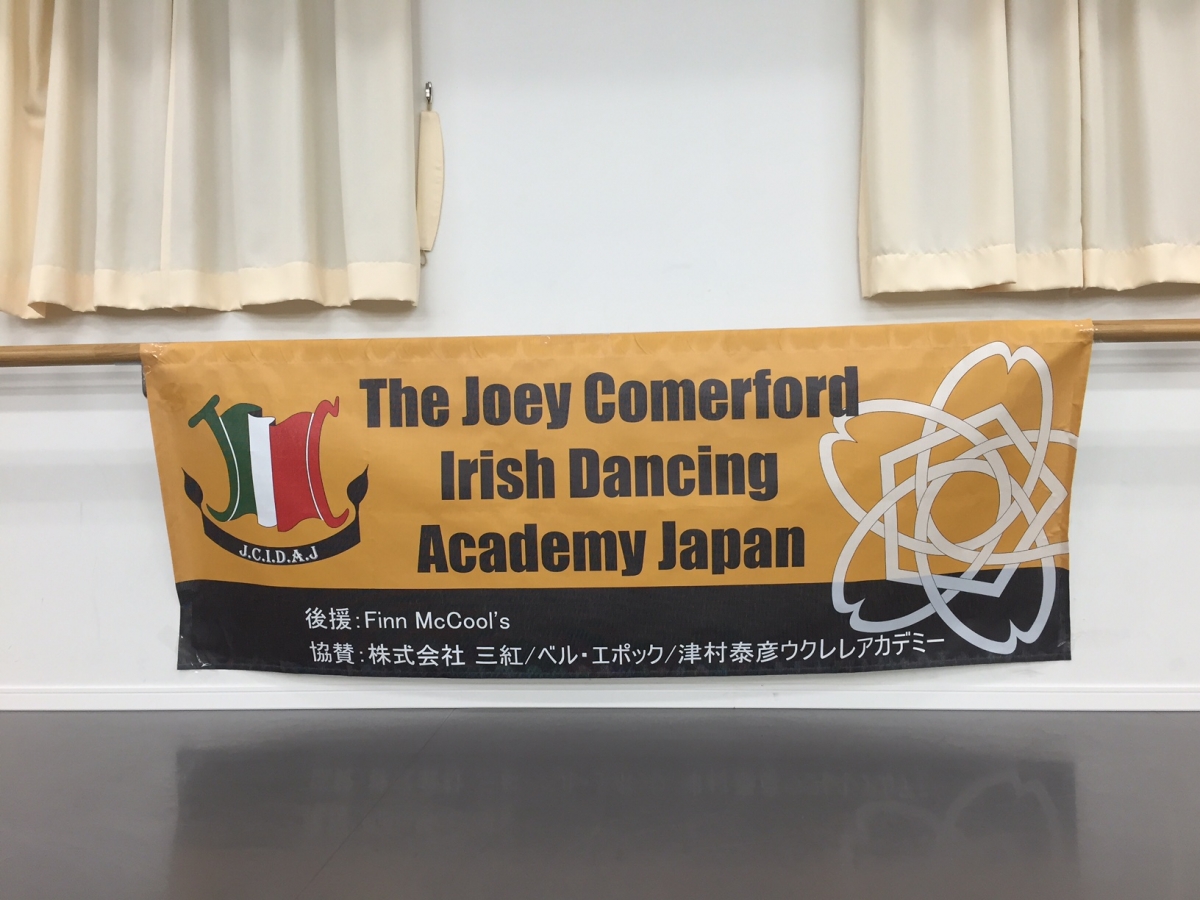 The Joey Comerford
Irish Dancing
Academy Japan
J.C.I.D.A.J
後援：Finn McCool's
協賛：株式会社 三紅/ベル・エポック/津村泰彦ウクレレアカデミー